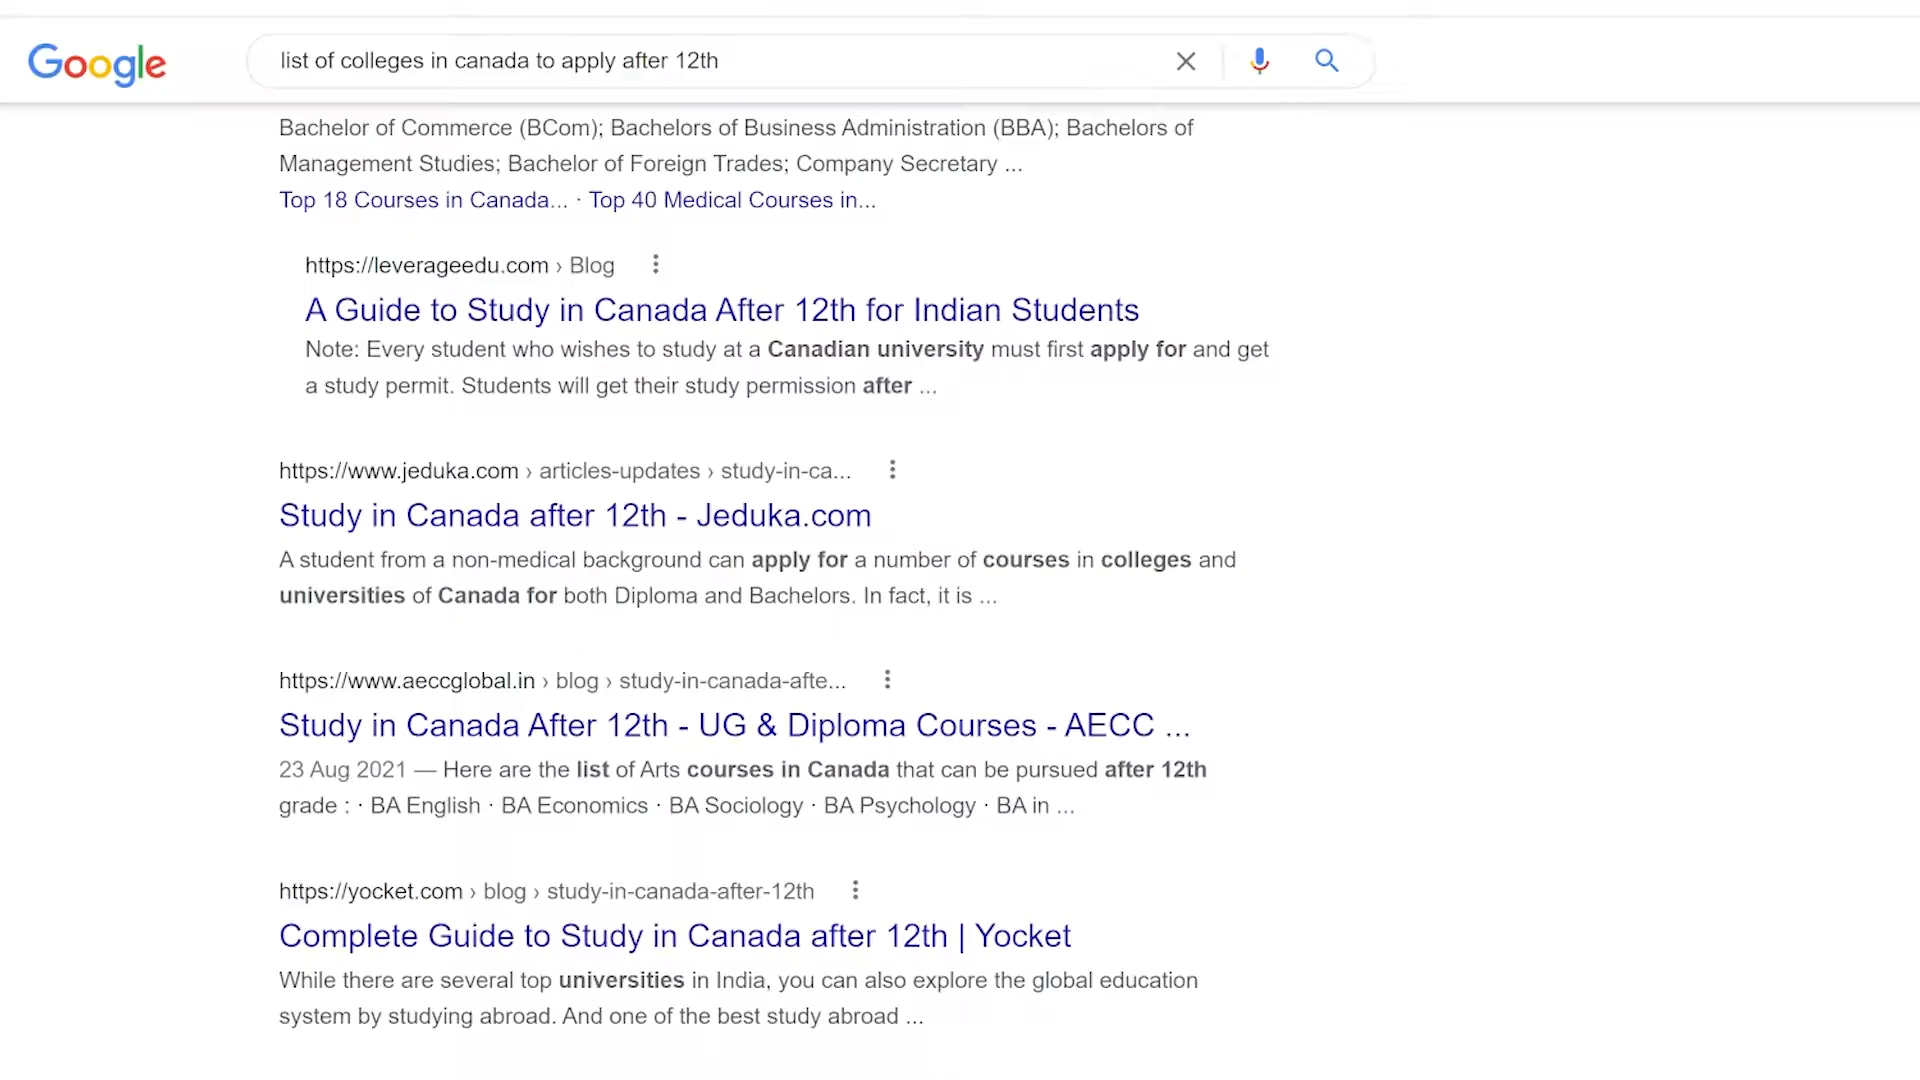 Google
list of colleges in canada to apply after 12th
Bachelor of Commerce (BCom); Bachelors of Business Administration (BBA); Bachelors of
Management Studies; Bachelor of Foreign Trades; Company Secretary ...
Top 18 Courses in Canada... · Top 40 Medical Courses in...
https://leverageedu.com › Blog
A Guide to Study in Canada After 12th for Indian Students
Note: Every student who wishes to study at a Canadian university must first apply for and get
a study permit. Students will get their study permission after ...
https://www.jeduka.com › articles-updates › study-in-ca...
Study in Canada after 12th - Jeduka.com
A student from a non-medical background can apply for a number of courses in colleges and
universities of Canada for both Diploma and Bachelors. In fact, it is ...
https://www.aeccglobal.in › blog › study-in-canada-afte...
Study in Canada After 12th - UG & Diploma Courses - AECC ...
23 Aug 2021 — Here are the list of Arts courses in Canada that can be pursued after 12th
grade : · BA English · BA Economics · BA Sociology · BA Psychology · BA in ...
https://yocket.com › blog › study-in-canada-after-12th
Complete Guide to Study in Canada after 12th | Yocket
While there are several top universities in India, you can also explore the global education
system by studying abroad. And one of the best study abroad ...